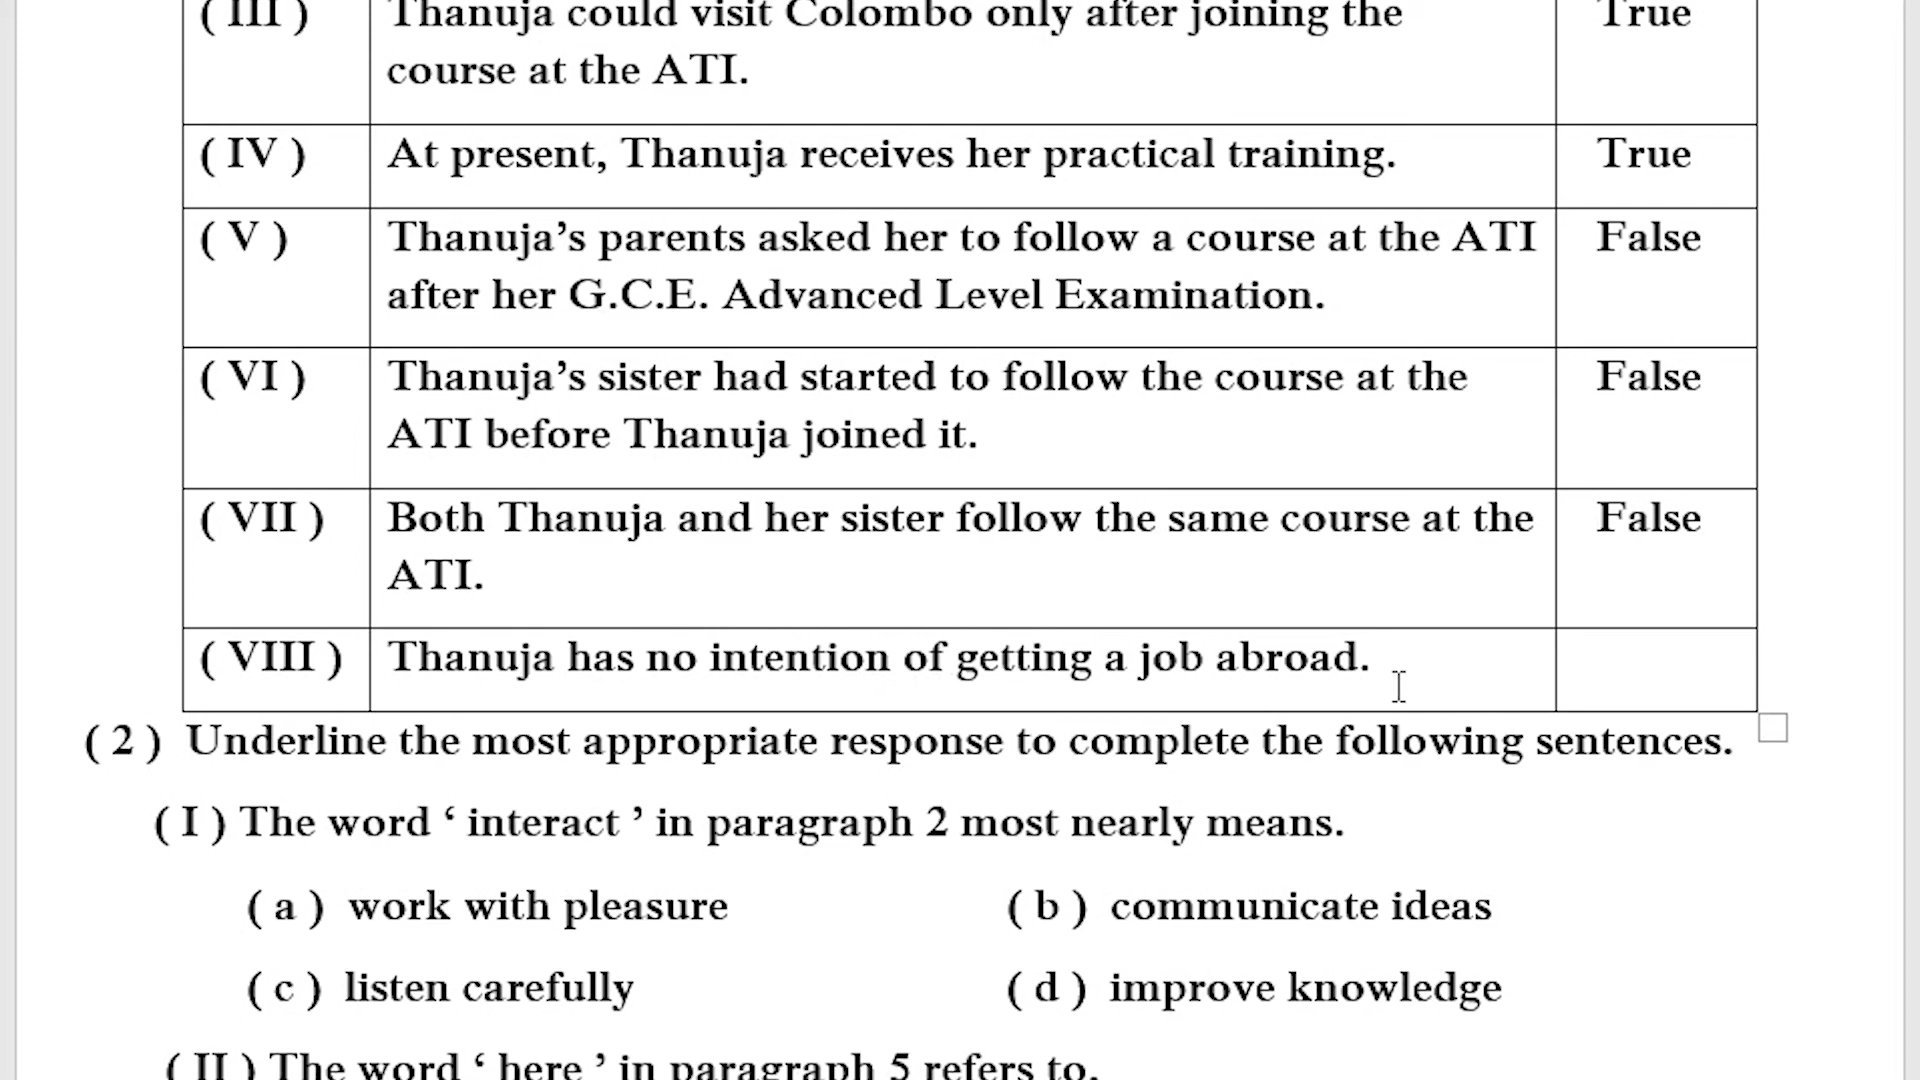 ( III ) Thanuja could visit Colombo only after joining the True
course at the ATI.
( IV ) At present, Thanuja receives her practical training. True
( V ) Thanuja’s parents asked her to follow a course at the ATI False
after her G.C.E. Advanced Level Examination.
( VI ) Thanuja’s sister had started to follow the course at the False
ATI before Thanuja joined it.
( VII ) Both Thanuja and her sister follow the same course at the False
ATI.
( VIII ) Thanuja has no intention of getting a job abroad.
( 2 ) Underline the most appropriate response to complete the following sentences.
( I ) The word ‘ interact ’ in paragraph 2 most nearly means.
( a ) work with pleasure ( b ) communicate ideas
( c ) listen carefully ( d ) improve knowledge
( II ) The word ‘ here ’ in paragraph 5 refers to.